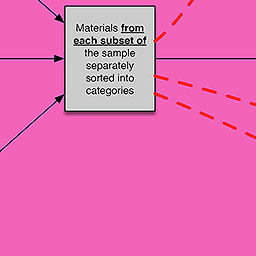 Materials from
each subset of
the sample
separately
sorted into
categories